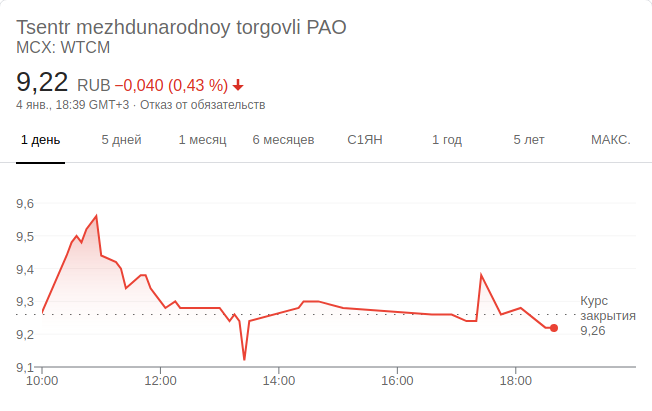 Tsentr mezhdunarodnoy torgovli PAO
MCX: WTCM
9,22 RUB −0,040 (0,43 %)
4 янв., 18:39 GMT+3 · Отказ от обязательств
1 день 5 дней 1 месяц 6 месяцев С1ЯН 1 год 5 лет МАКС.
9,6
9,5
9,4
9,3
Курс
закрытия
9,26
9,2
9,1
10:00 12:00 14:00 16:00 18:00